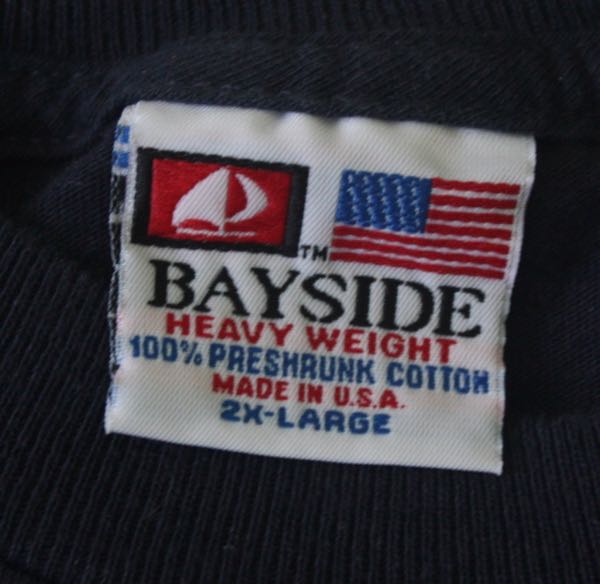 TM
BAYSIDE
HEAVY WEIGHT
100% PRESHRUNK COTTON
MADE IN U.S.A.
2X-LARGE